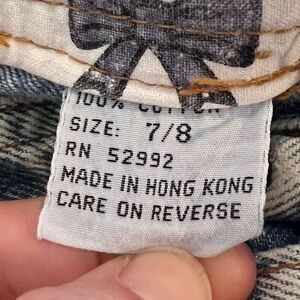 100% COTTON
SIZE: 7/8
RN 52992
MADE IN HONG KONG
CARE ON REVERSE